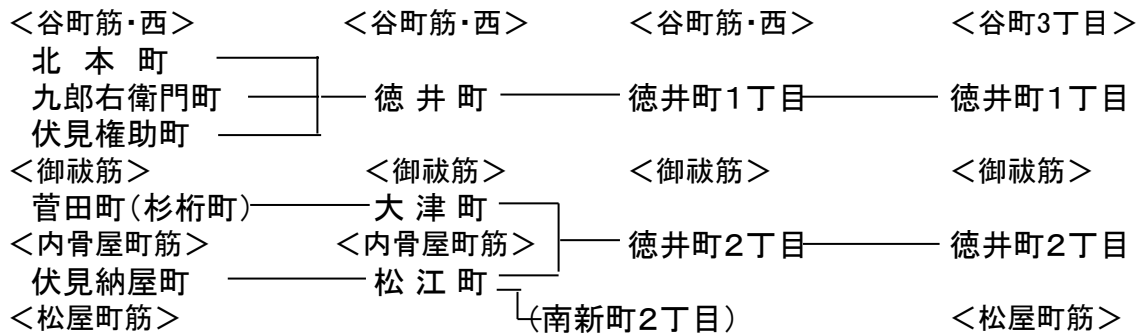 ＜谷町筋・西＞ ＜谷町筋・西＞ ＜谷町筋・西＞ ＜谷町3丁目＞
北 本 町
九郎右衛門町 徳 井 町 徳井町１丁目 徳井町１丁目
伏見権助町
＜御祓筋＞ ＜御祓筋＞ ＜御祓筋＞ ＜御祓筋＞
菅田町（杉桁町） 大 津 町
＜内骨屋町筋＞ ＜内骨屋町筋＞ 徳井町２丁目 徳井町２丁目
伏見納屋町 松 江 町
＜松屋町筋＞ （南新町２丁目） ＜松屋町筋＞